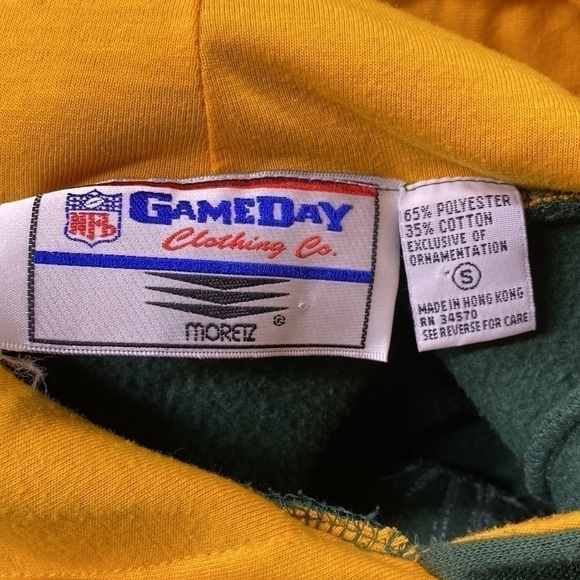 NFL
GAMEDAY
Clothing Co.
MORETZ ®
65% POLYESTER
35% COTTON
EXCLUSIVE OF
ORNAMENTATION
S
MADE IN HONG KONG
RN 34570
SEE REVERSE FOR CARE